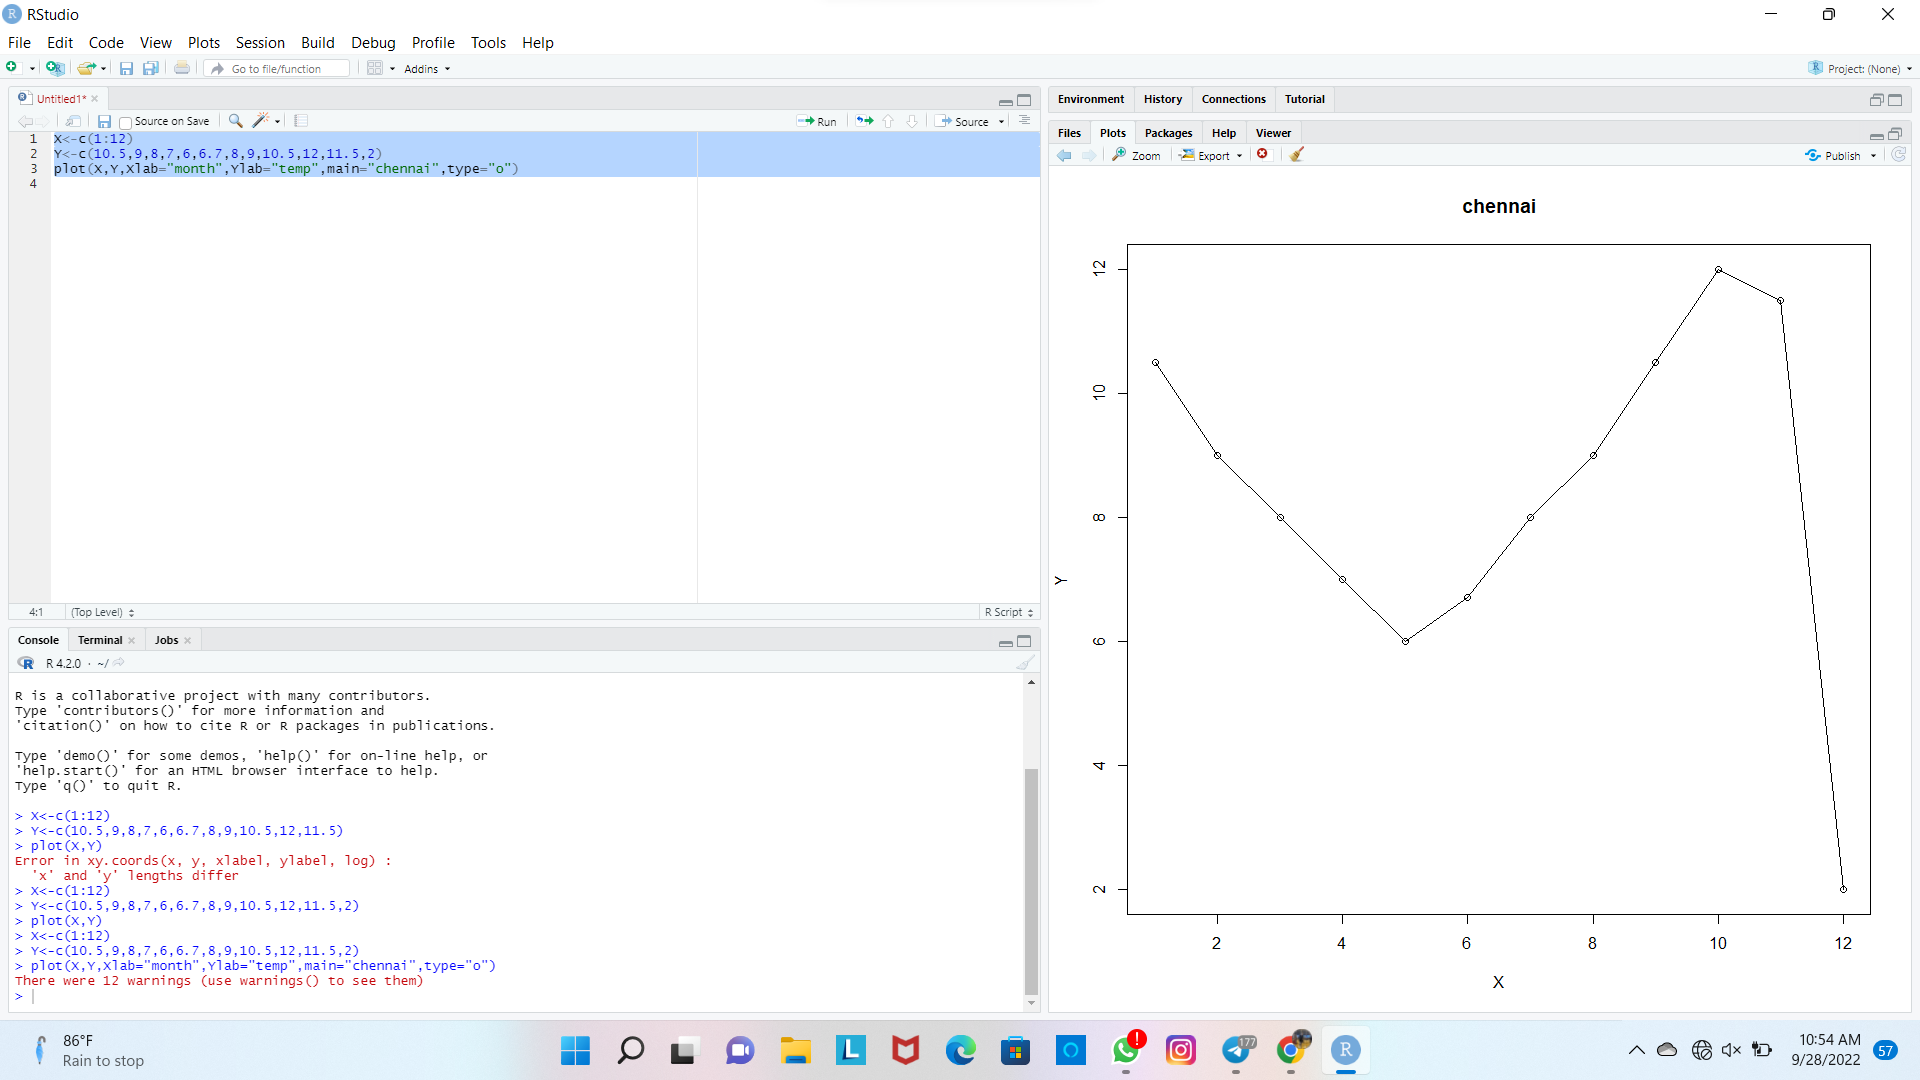 RStudio
File Edit Code View Plots Session Build Debug Profile Tools Help
Go to file/function Addins Project: (None)
Untitled1*
Source on Save Run Source
1 X<-c(1:12)
2 Y<-c(10.5,9,8,7,6,6.7,8,9,10.5,12,11.5,2)
3 plot(X,Y,Xlab="month",Ylab="temp",main="chennai",type="o")
4
4:1 (Top Level) R Script
Console Terminal Jobs
R 4.2.0 · ~/
R is a collaborative project with many contributors.
Type 'contributors()' for more information and
'citation()' on how to cite R or R packages in publications.
Type 'demo()' for some demos, 'help()' for on-line help, or
'help.start()' for an HTML browser interface to help.
Type 'q()' to quit R.
> X<-c(1:12)
> Y<-c(10.5,9,8,7,6,6.7,8,9,10.5,12,11.5)
> plot(X,Y)
Error in xy.coords(x, y, xlabel, ylabel, log) :
'x' and 'y' lengths differ
> X<-c(1:12)
> Y<-c(10.5,9,8,7,6,6.7,8,9,10.5,12,11.5,2)
> plot(X,Y)
> X<-c(1:12)
> Y<-c(10.5,9,8,7,6,6.7,8,9,10.5,12,11.5,2)
> plot(X,Y,Xlab="month",Ylab="temp",main="chennai",type="o")
There were 12 warnings (use warnings() to see them)
>
Environment History Connections Tutorial
Files Plots Packages Help Viewer
Zoom Export Publish
chennai
12
10
8
6
4
2
Y
2 4 6 8 10 12
X
86°F
Rain to stop
L
177
R
10:54 AM
9/28/2022
57